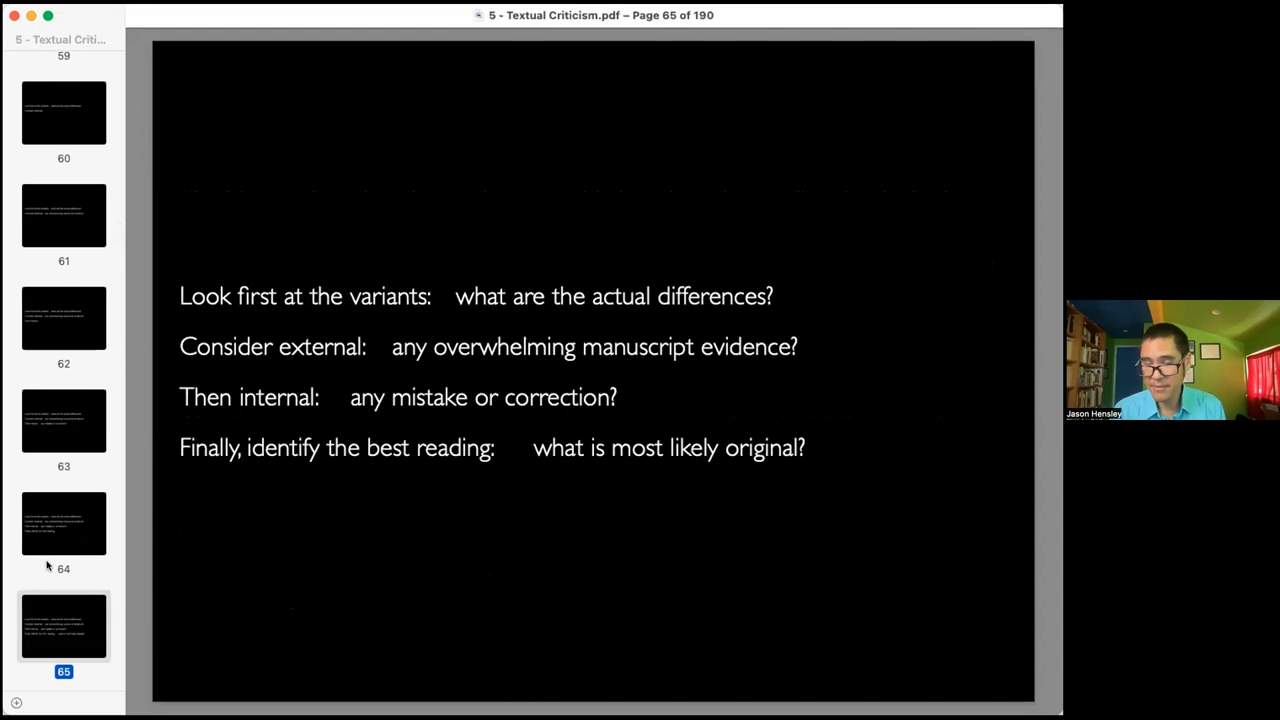 5 - Textual Criticism.pdf – Page 65 of 190
5 - Textual Criti...
59
60
61
62
63
64
65
Look first at the variants: what are the actual differences?
Consider external: any overwhelming manuscript evidence?
Then internal: any mistake or correction?
Finally, identify the best reading: what is most likely original?
Jason Hensley